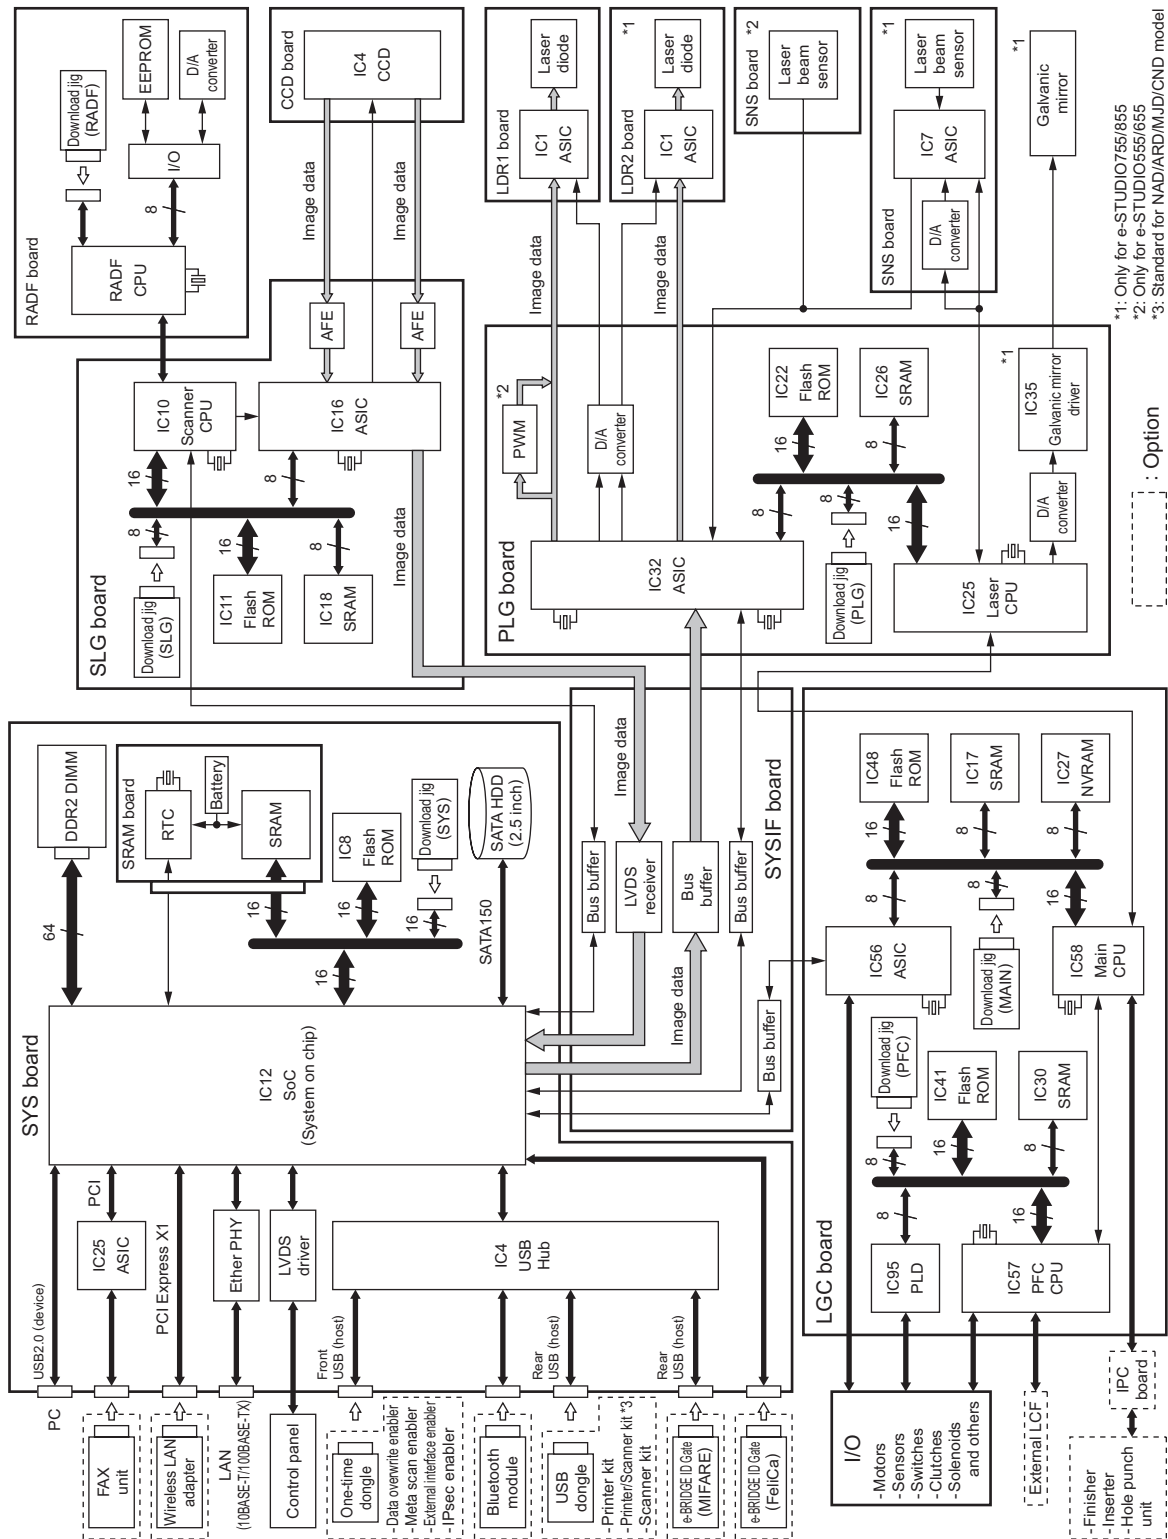 RADF board
RADF
CPU
8
I/O
Download jig
(RADF)
EEPROM
D/A
converter
CCD board
IC4
CCD
Image data
Image data
SLG board
Download jig
(SLG)
8
16
IC10
Scanner
CPU
IC16
ASIC
AFE
AFE
IC11
Flash
ROM
16
IC18
SRAM
8
8
Image data
LDR1 board
IC1
ASIC
Laser
diode
LDR2 board
*1
IC1
ASIC
Laser
diode
Image data
Image data
SNS board
*2
Laser
beam
sensor
SNS board
*1
Laser
beam
sensor
IC7
ASIC
D/A
converter
Galvanic
mirror
*1
PLG board
PWM
*2
D/A
converter
IC32
ASIC
IC22
Flash
ROM
16
IC26
SRAM
8
8
8
16
Download jig
(PLG)
IC25
Laser
CPU
D/A
converter
IC35
Galvanic mirror
driver
*1
SYS board
DDR2 DIMM
64
SRAM board
RTC
Battery
SRAM
16
IC8
Flash
ROM
16
Download jig
(SYS)
16
16
SATA HDD
(2.5 inch)
SATA150
IC12
SoC
(System on chip)
USB2.0 (device)
PCI
IC25
ASIC
PCI Express X1
Ether PHY
LVDS
driver
IC4
USB
Hub
Front
USB (host)
Rear
USB (host)
Rear
USB (host)
SYSIF board
Bus buffer
LVDS
receiver
Bus
buffer
Bus buffer
Bus buffer
Image data
Image data
LGC board
IC48
Flash
ROM
16
IC17
SRAM
8
IC27
NVRAM
8
8
8
16
IC56
ASIC
Download jig
(MAIN)
IC58
Main
CPU
Download jig
(PFC)
8
IC41
Flash
ROM
16
IC30
SRAM
8
8
16
IC95
PLD
IC57
PFC
CPU
PC
FAX
unit
Wireless LAN
adapter
LAN
(10BASE-T/100BASE-TX)
Control panel
One-time
dongle
- Data overwrite enabler
- Meta scan enabler
- External interface enabler
- IPsec enabler
Bluetooth
module
USB
dongle
- Printer kit
- Printer/Scanner kit *3
- Scanner kit
e-BRIDGE ID Gate
(MIFARE)
e-BRIDGE ID Gate
(FeliCa)
I/O
-Motors
- Sensors
- Switches
- Clutches
- Solenoids
and others
External LCF
IPC
board
- Finisher
- Inserter
- Hole punch
unit
: Option
*1: Only for e-STUDIO755/855
*2: Only for e-STUDIO555/655
*3: Standard for NAD/ARD/MJD/CND model